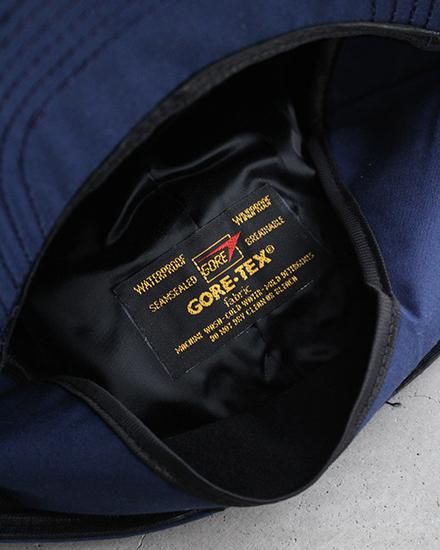 WATERPROOF WINDPROOF
SEAMSEALED GORE BREATHABLE
GORE-TEX®
fabric
MACHINE WASH-COLD WATER-MILD DETERGENTS
DO NOT DRY CLEAN OR BLEACH